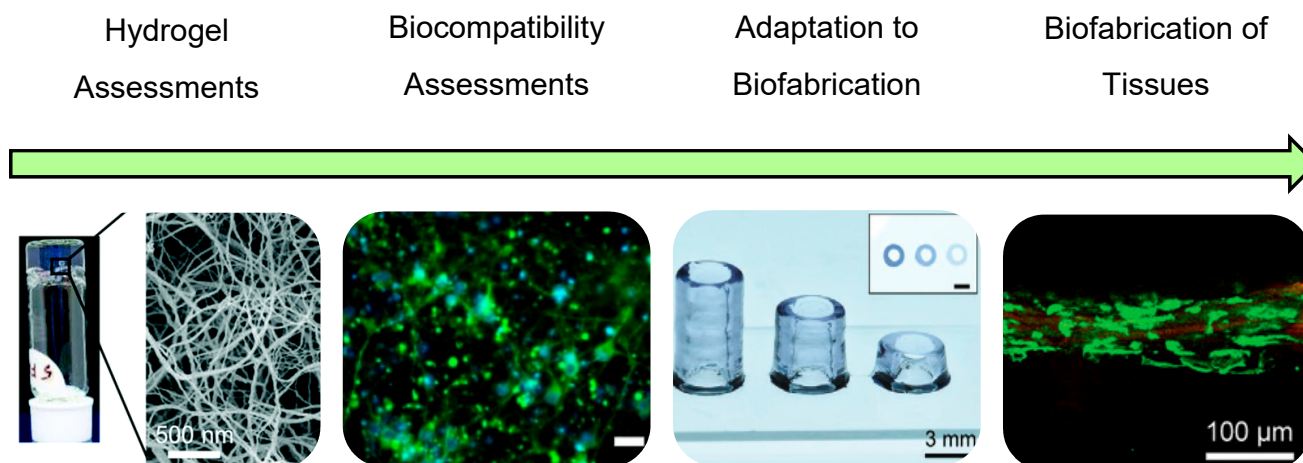 Hydrogel
Assessments
Biocompatibility
Assessments
Adaptation to
Biofabrication
Biofabrication of
Tissues
500 nm
3 mm
100 µm